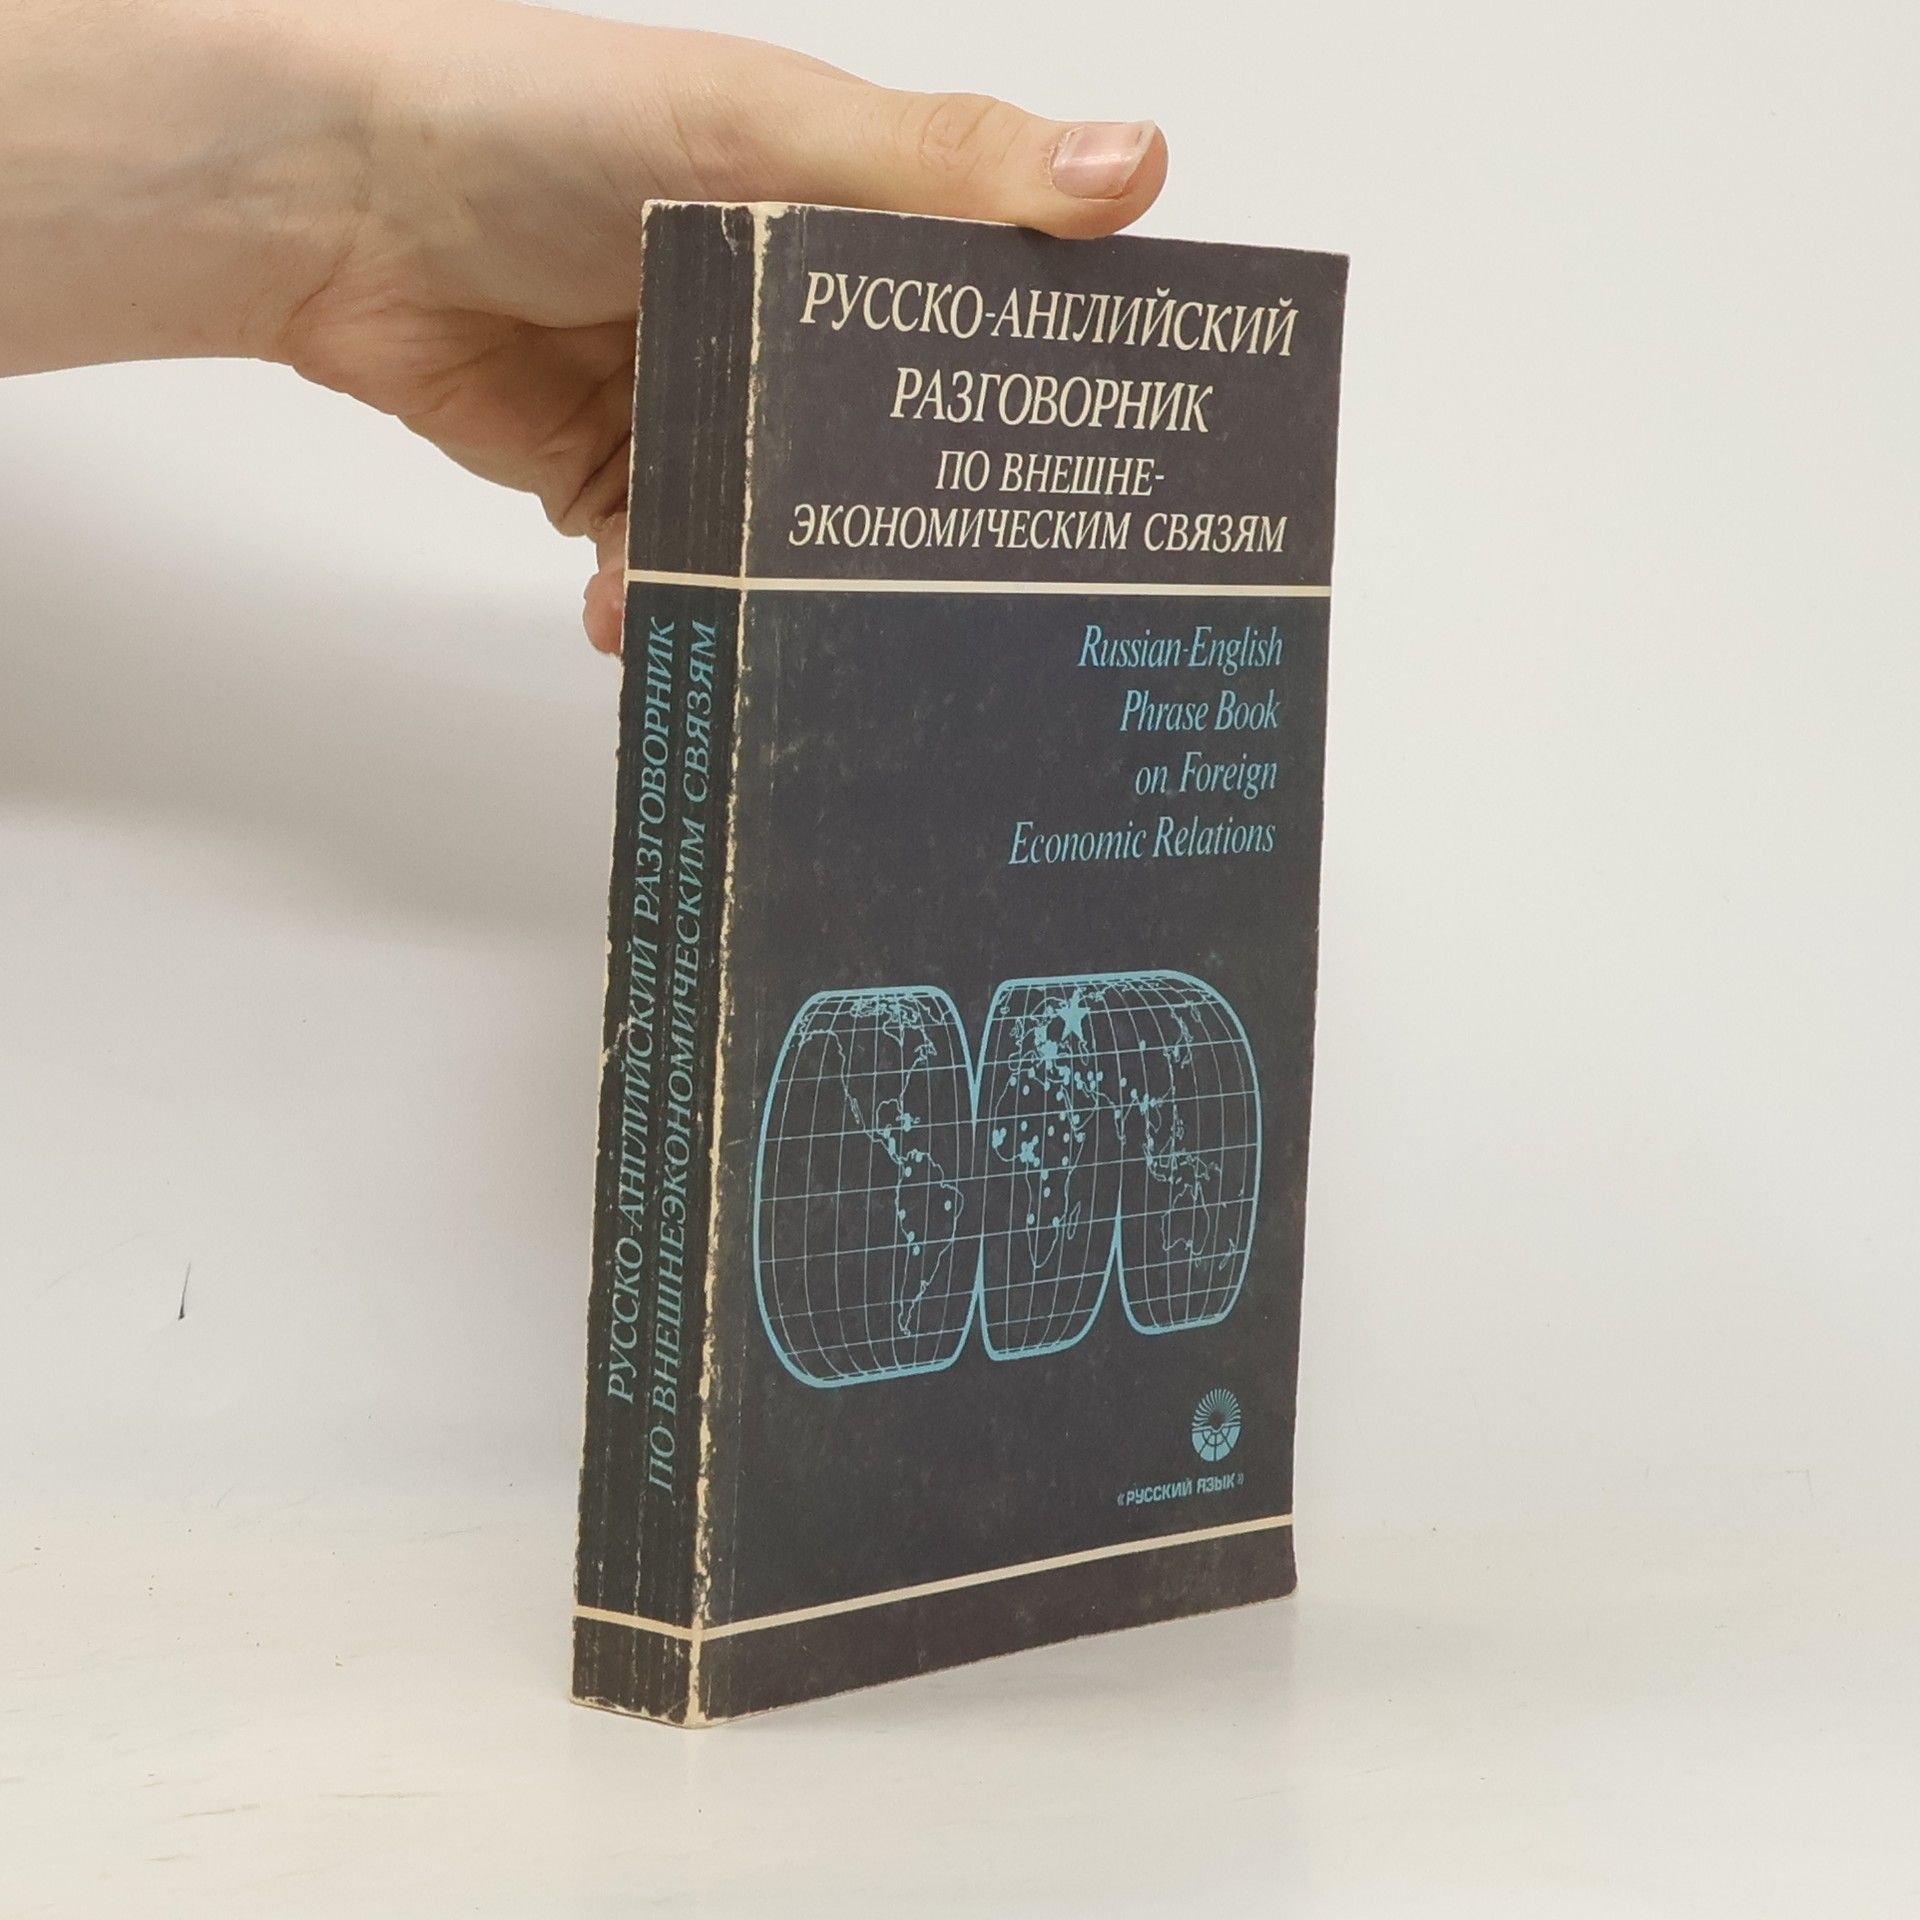 РУССКО-АНГЛИЙСКИЙ
РАЗГОВОРНИК
ПО ВНЕШНЕ-
ЭКОНОМИЧЕСКИМ СВЯЗЯМ
Russian-English
Phrase Book
on Foreign
Economic Relations
«РУССКИЙ ЯЗЫК»
РУССКО-АНГЛИЙСКИЙ РАЗГОВОРНИК
ПО ВНЕШНЕЭКОНОМИЧЕСКИМ СВЯЗЯМ